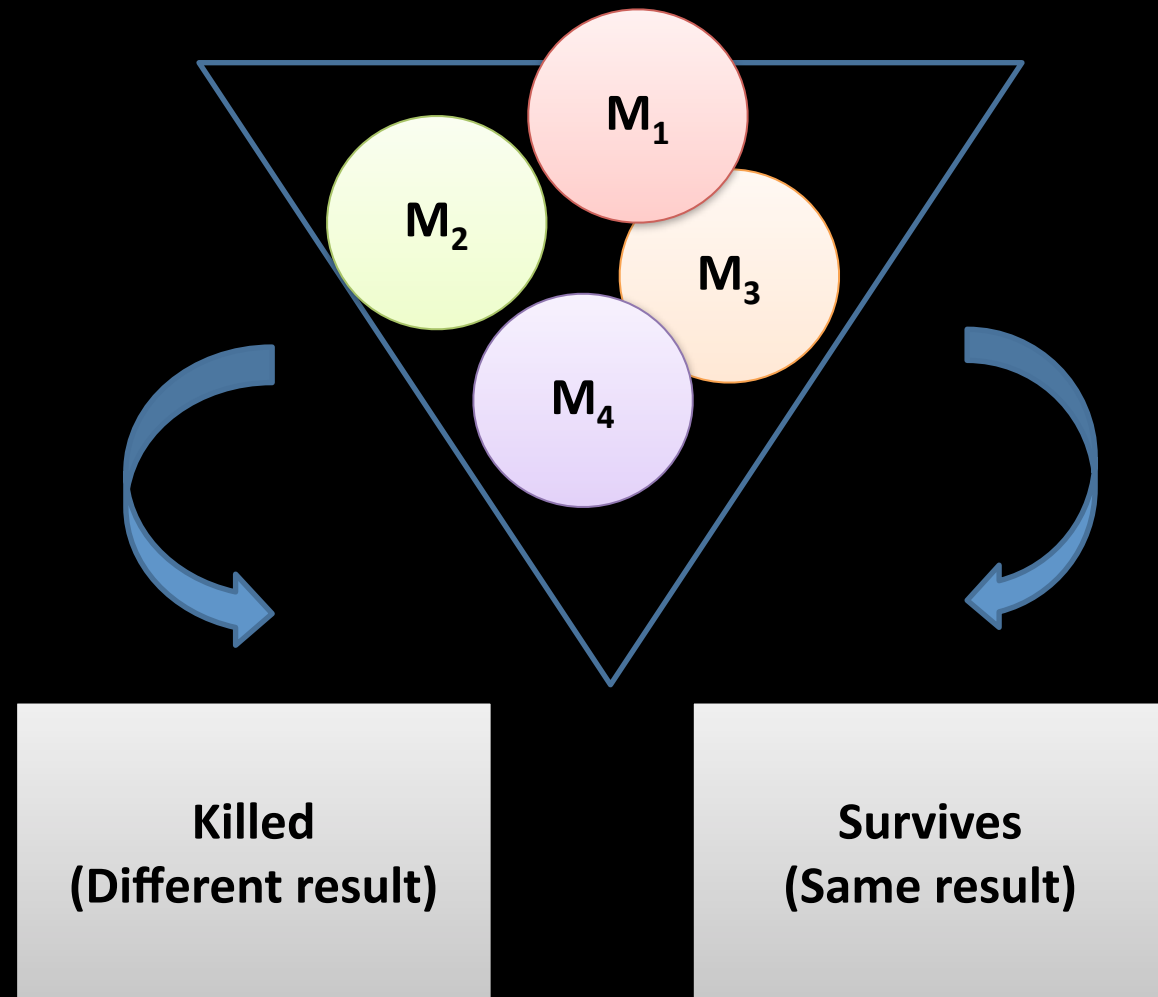 M₁
M₂
M₃
M₄
Killed
(Different result)
Survives
(Same result)